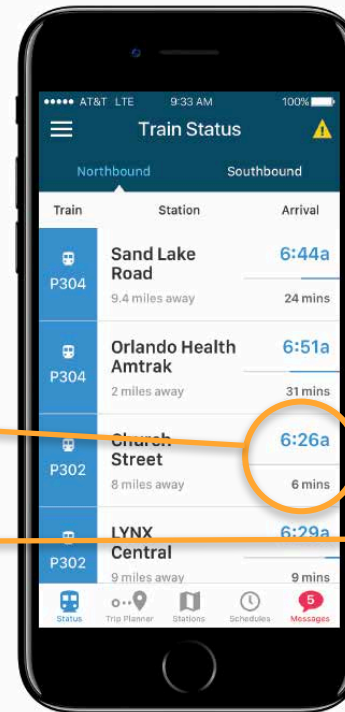 AT&T LTE 9:33 AM 100%
Train Status
Northbound Southbound
Train Station Arrival
Sand Lake 6:44a
Road
P304
9.4 miles away 24 mins
Orlando Health 6:51a
Amtrak
P304
2 miles away 31 mins
Church 6:26a
Street
P302
8 miles away 6 mins
LYNX 6:29a
Central
P302
9 miles away 9 mins
5
Status Trip Planner Stations Schedules Messages